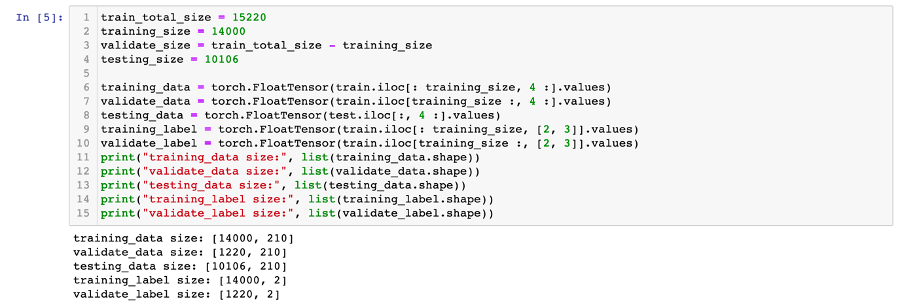 In [5]:
1 train_total_size = 15220
2 training_size = 14000
3 validate_size = train_total_size - training_size
4 testing_size = 10106
5
6 training_data = torch.FloatTensor(train.iloc[: training_size, 4 :].values)
7 validate_data = torch.FloatTensor(train.iloc[training_size :, 4 :].values)
8 testing_data = torch.FloatTensor(test.iloc[:, 4 :].values)
9 training_label = torch.FloatTensor(train.iloc[: training_size, [2, 3]].values)
10 validate_label = torch.FloatTensor(train.iloc[training_size :, [2, 3]].values)
11 print("training_data size:", list(training_data.shape))
12 print("validate_data size:", list(validate_data.shape))
13 print("testing_data size:", list(testing_data.shape))
14 print("training_label size:", list(training_label.shape))
15 print("validate_label size:", list(validate_label.shape))
training_data size: [14000, 210]
validate_data size: [1220, 210]
testing_data size: [10106, 210]
training_label size: [14000, 2]
validate_label size: [1220, 2]